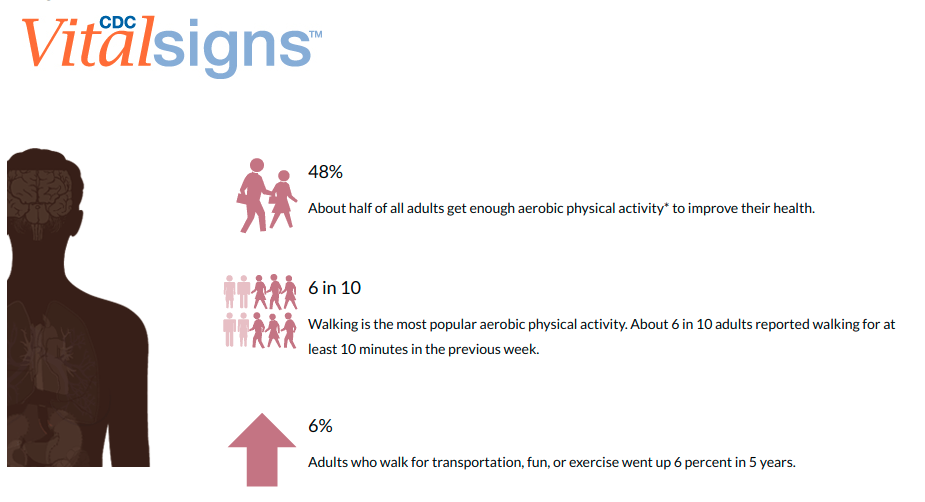 CDC
Vitalsigns™
48%
About half of all adults get enough aerobic physical activity* to improve their health.
6 in 10
Walking is the most popular aerobic physical activity. About 6 in 10 adults reported walking for at
least 10 minutes in the previous week.
6%
Adults who walk for transportation, fun, or exercise went up 6 percent in 5 years.